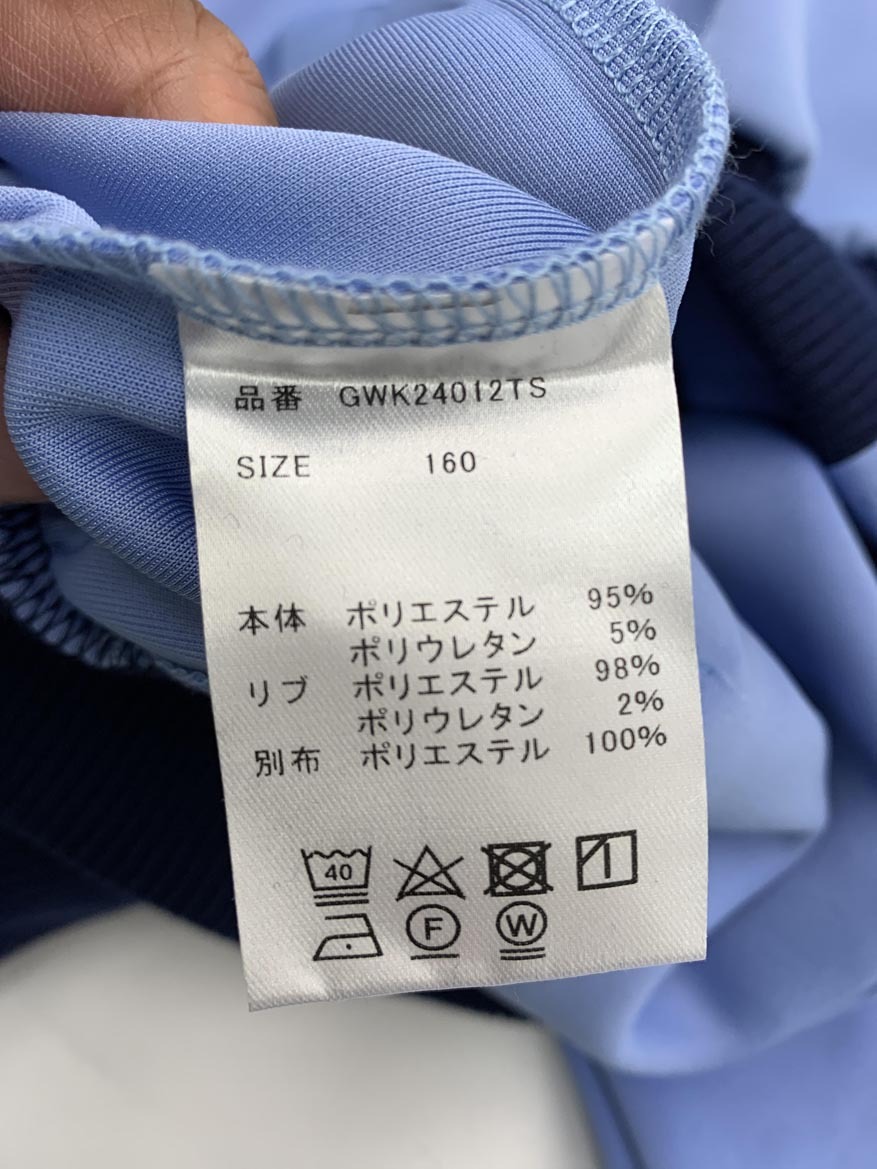 品番 GWK24012TS
SIZE 160
本体 ポリエステル 95%
ポリウレタン 5%
リブ ポリエステル 98%
ポリウレタン 2%
別布 ポリエステル 100%
40
F W